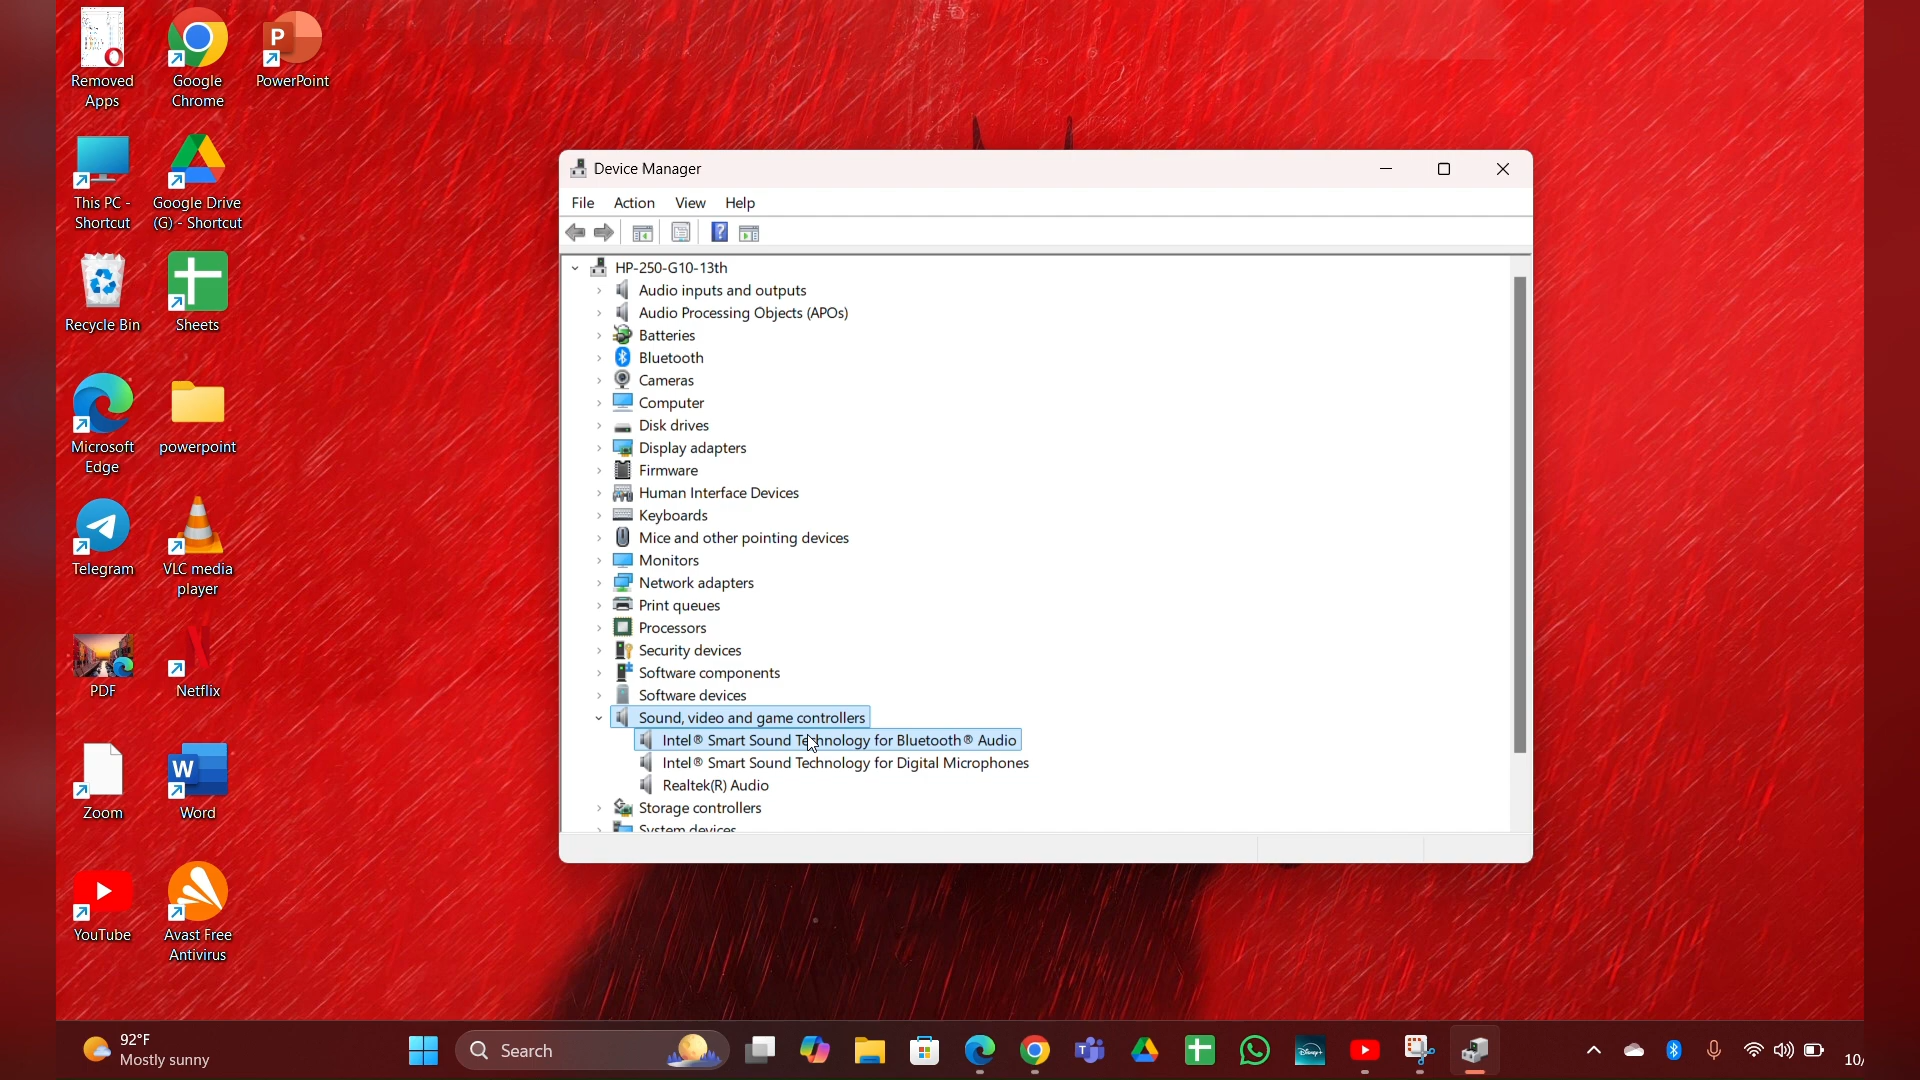 Removed
Apps
Google
Chrome
PowerPoint
This PC -
Shortcut
Google Drive
(G) - Shortcut
Recycle Bin
Sheets
Microsoft
Edge
powerpoint
Telegram
VLC media
player
PDF
Netflix
Zoom
Word
YouTube
Avast Free
Antivirus
Device Manager
File Action View Help
HP-250-G10-13th
Audio inputs and outputs
Audio Processing Objects (APOs)
Batteries
Bluetooth
Cameras
Computer
Disk drives
Display adapters
Firmware
Human Interface Devices
Keyboards
Mice and other pointing devices
Monitors
Network adapters
Print queues
Processors
Security devices
Software components
Software devices
Sound, video and game controllers
Intel® Smart Sound Technology for Bluetooth® Audio
Intel® Smart Sound Technology for Digital Microphones
Realtek(R) Audio
Storage controllers
System devices
92°F
Mostly sunny
Search
Disney+
10/